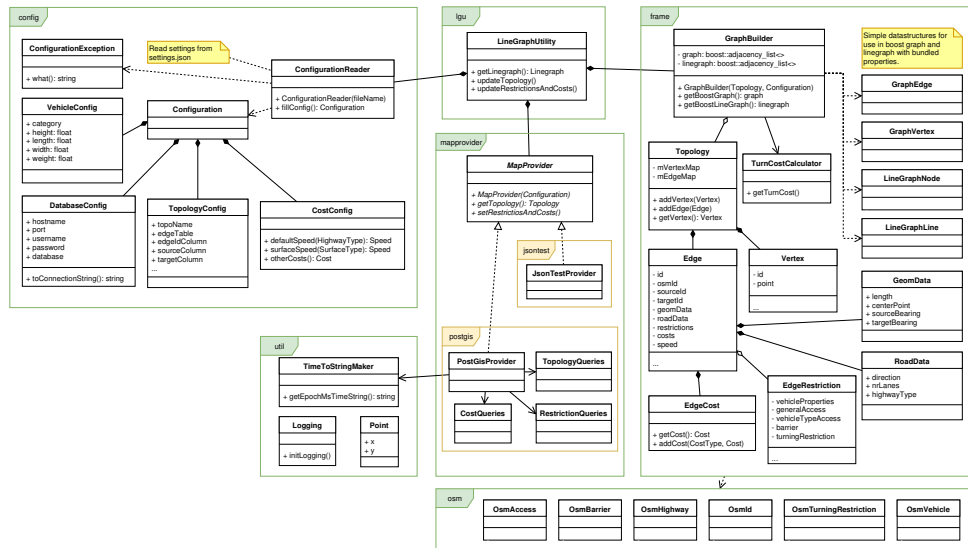 config
ConfigurationException
+ what(): string
Read settings from
settings.json
ConfigurationReader
+ ConfigurationReader(fileName)
+ fillConfig(): Configuration
VehicleConfig
+ category
+ height: float
+ length: float
+ width: float
+ weight: float
Configuration
DatabaseConfig
+ hostname
+ port
+ username
+ password
+ database
+ toConnectionString(): string
TopologyConfig
+ topoName
+ edgeTable
+ edgeIdColumn
+ sourceColumn
+ targetColumn
...
CostConfig
+ defaultSpeed(HighwayType): Speed
+ surfaceSpeed(SurfaceType): Speed
+ otherCosts(): Cost
lgu
LineGraphUtility
+ getLinegraph(): Linegraph
+ updateTopology()
+ updateRestrictionsAndCosts()
mapprovider
MapProvider
+ MapProvider(Configuration)
+ getTopology(): Topology
+ setRestrictiosAndCosts()
jsontest
JsonTestProvider
postgis
PostGisProvider
TopologyQueries
CostQueries
RestrictionQueries
util
TimeToStringMaker
+ getEpochMsTimeString(): string
Logging
+ initLogging()
Point
+ x
+ y
frame
GraphBuilder
- graph: boost::adjacency_list<>
- linegraph: boost::adjacency_list<>
+ GraphBuilder(Topology, Configuration)
+ getBoostGraph(): graph
+ getBoostLineGraph(): linegraph
Simple datastructures for
use in boost graph and
linegraph with bundled
properties.
GraphEdge
GraphVertex
LineGraphNode
LineGraphLine
Topology
- mVertexMap
- mEdgeMap
+ addVertex(Vertex)
+ addEdge(Edge)
+ getVertex(): Vertex
TurnCostCalculator
+ getTurnCost()
Edge
- id
- osmId
- sourceId
- targetId
- geomData
- roadData
- restrictions
- costs
- speed
...
Vertex
- id
- point
...
GeomData
+ length
+ centerPoint
+ sourceBearing
+ targetBearing
RoadData
+ direction
+ nrLanes
+ highwayType
EdgeCost
+ getCost(): Cost
+ addCost(CostType, Cost)
EdgeRestriction
- vehicleProperties
- generalAccess
- vehicleTypeAccess
- barrier
- turningRestriction
...
osm
OsmAccess
OsmBarrier
OsmHighway
OsmId
OsmTurningRestriction
OsmVehicle